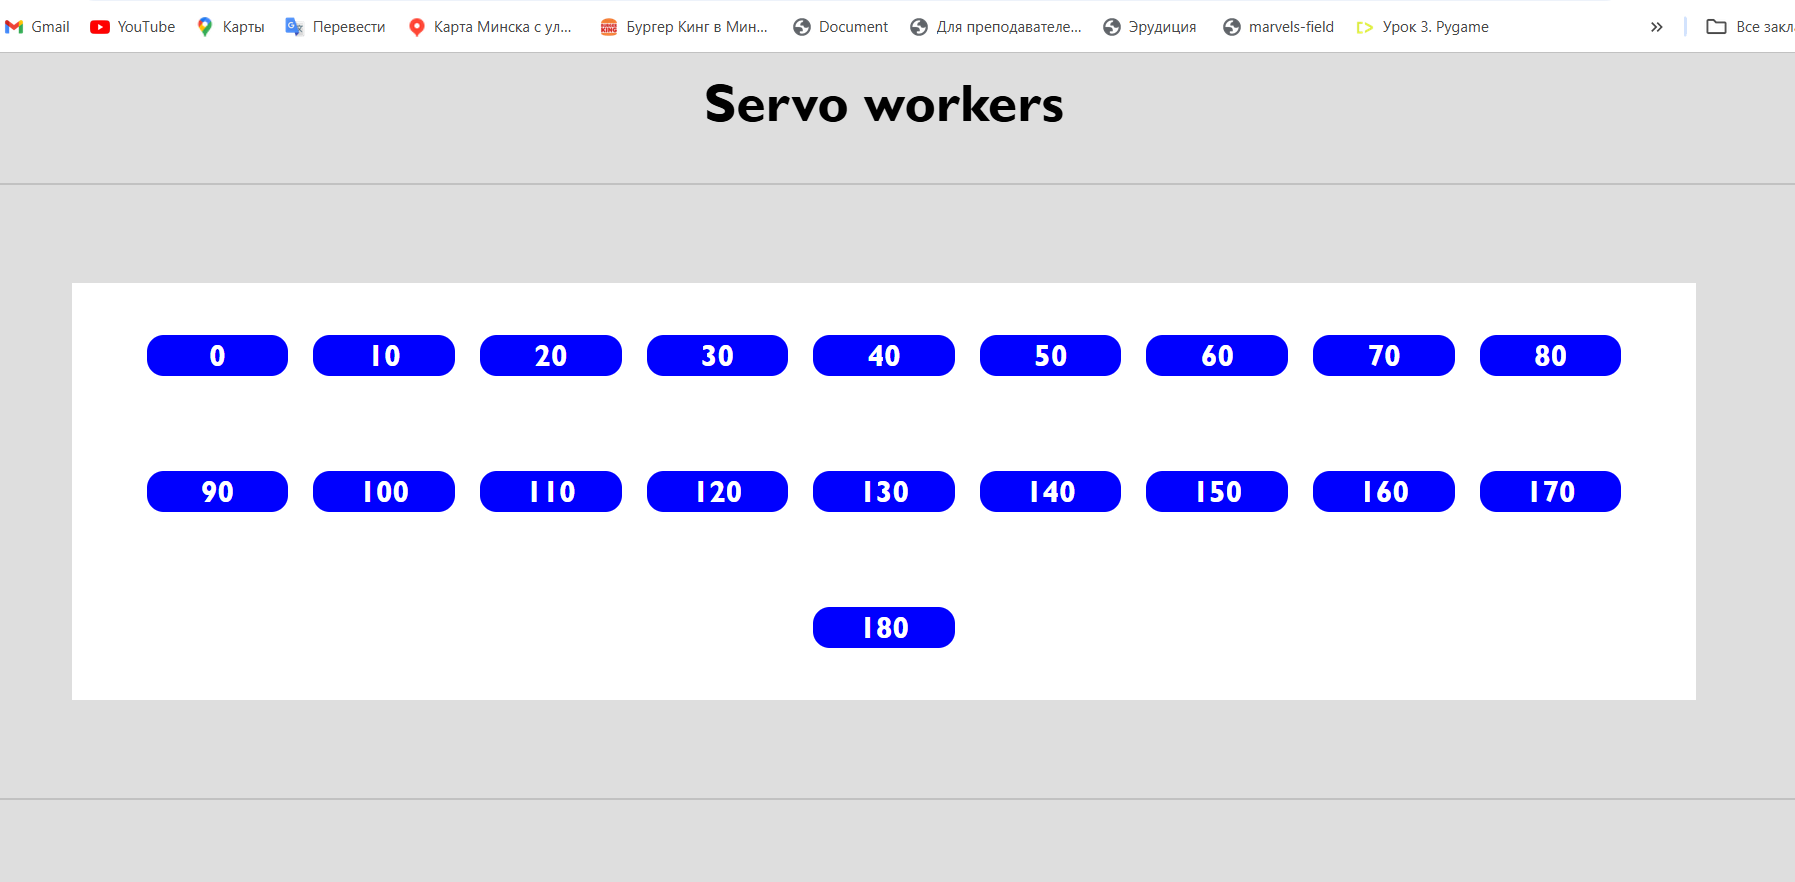 Gmail YouTube Карты Перевести Карта Минска с ул... Бургер Кинг в Мин... Document Для преподавателе... Эрудиция marvels-field Урок 3. Pygame » Все закл
Servo workers
0 10 20 30 40 50 60 70 80
90 100 110 120 130 140 150 160 170
180